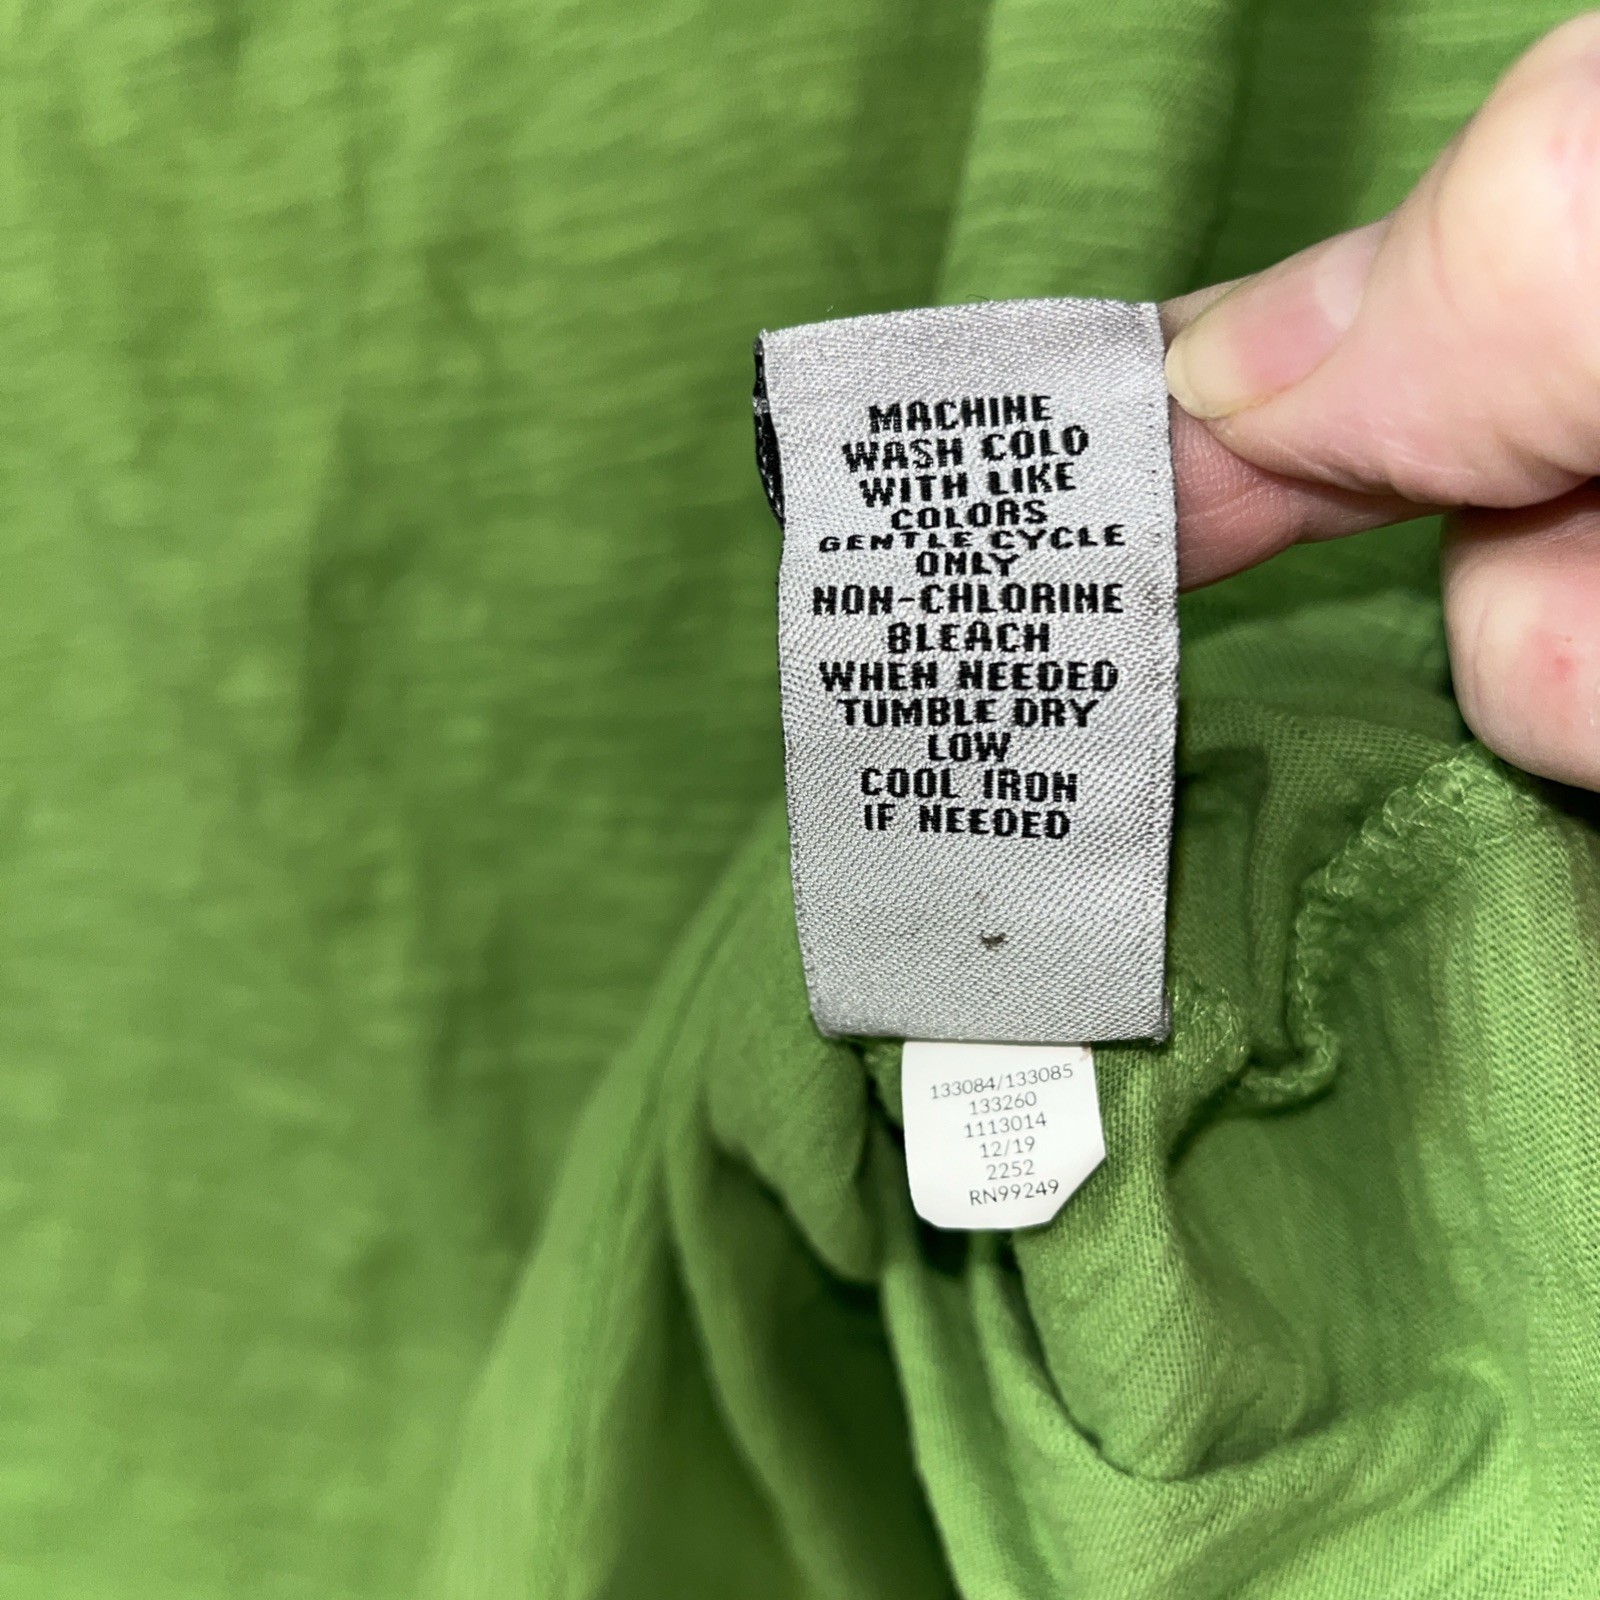 MACHINE
WASH COLD
WITH LIKE
COLORS
GENTLE CYCLE
ONLY
NON-CHLORINE
BLEACH
WHEN NEEDED
TUMBLE DRY
LOW
COOL IRON
IF NEEDED
133084/133085
133260
1113014
12/19
2252
RN99249